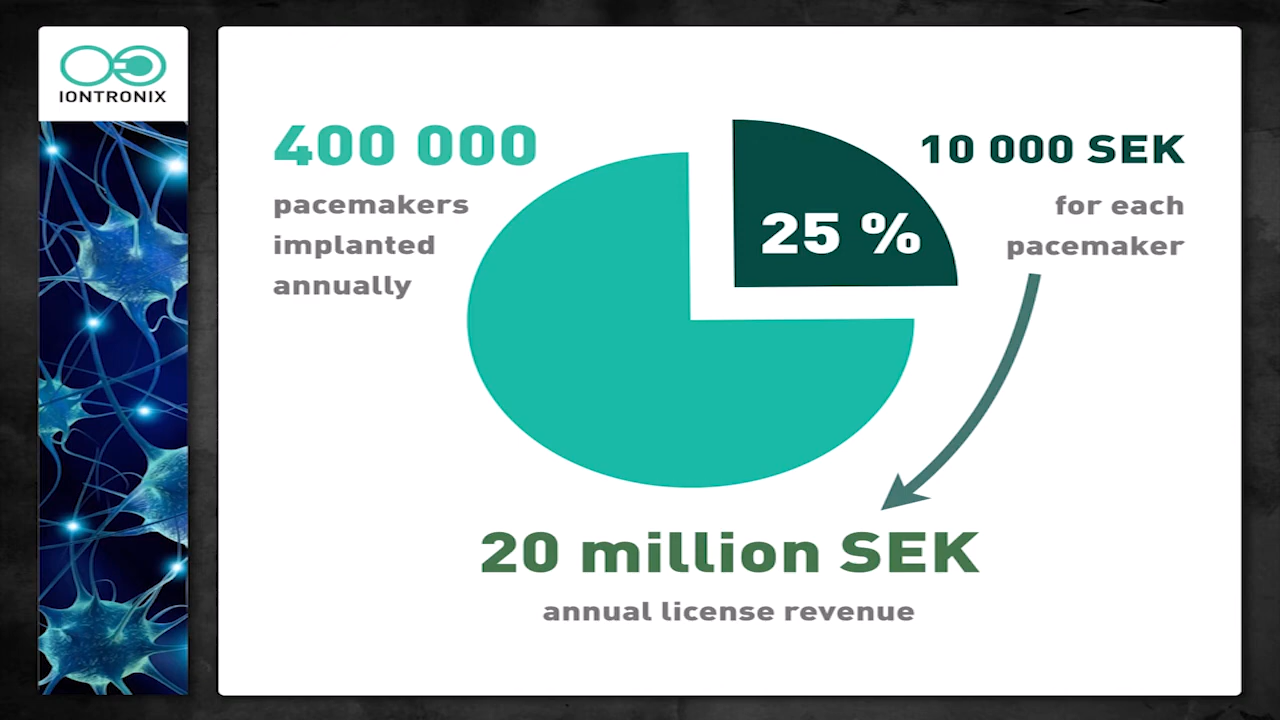 IONTRONIX
400 000
pacemakers
implanted
annually
25 %
10 000 SEK
for each
pacemaker
20 million SEK
annual license revenue